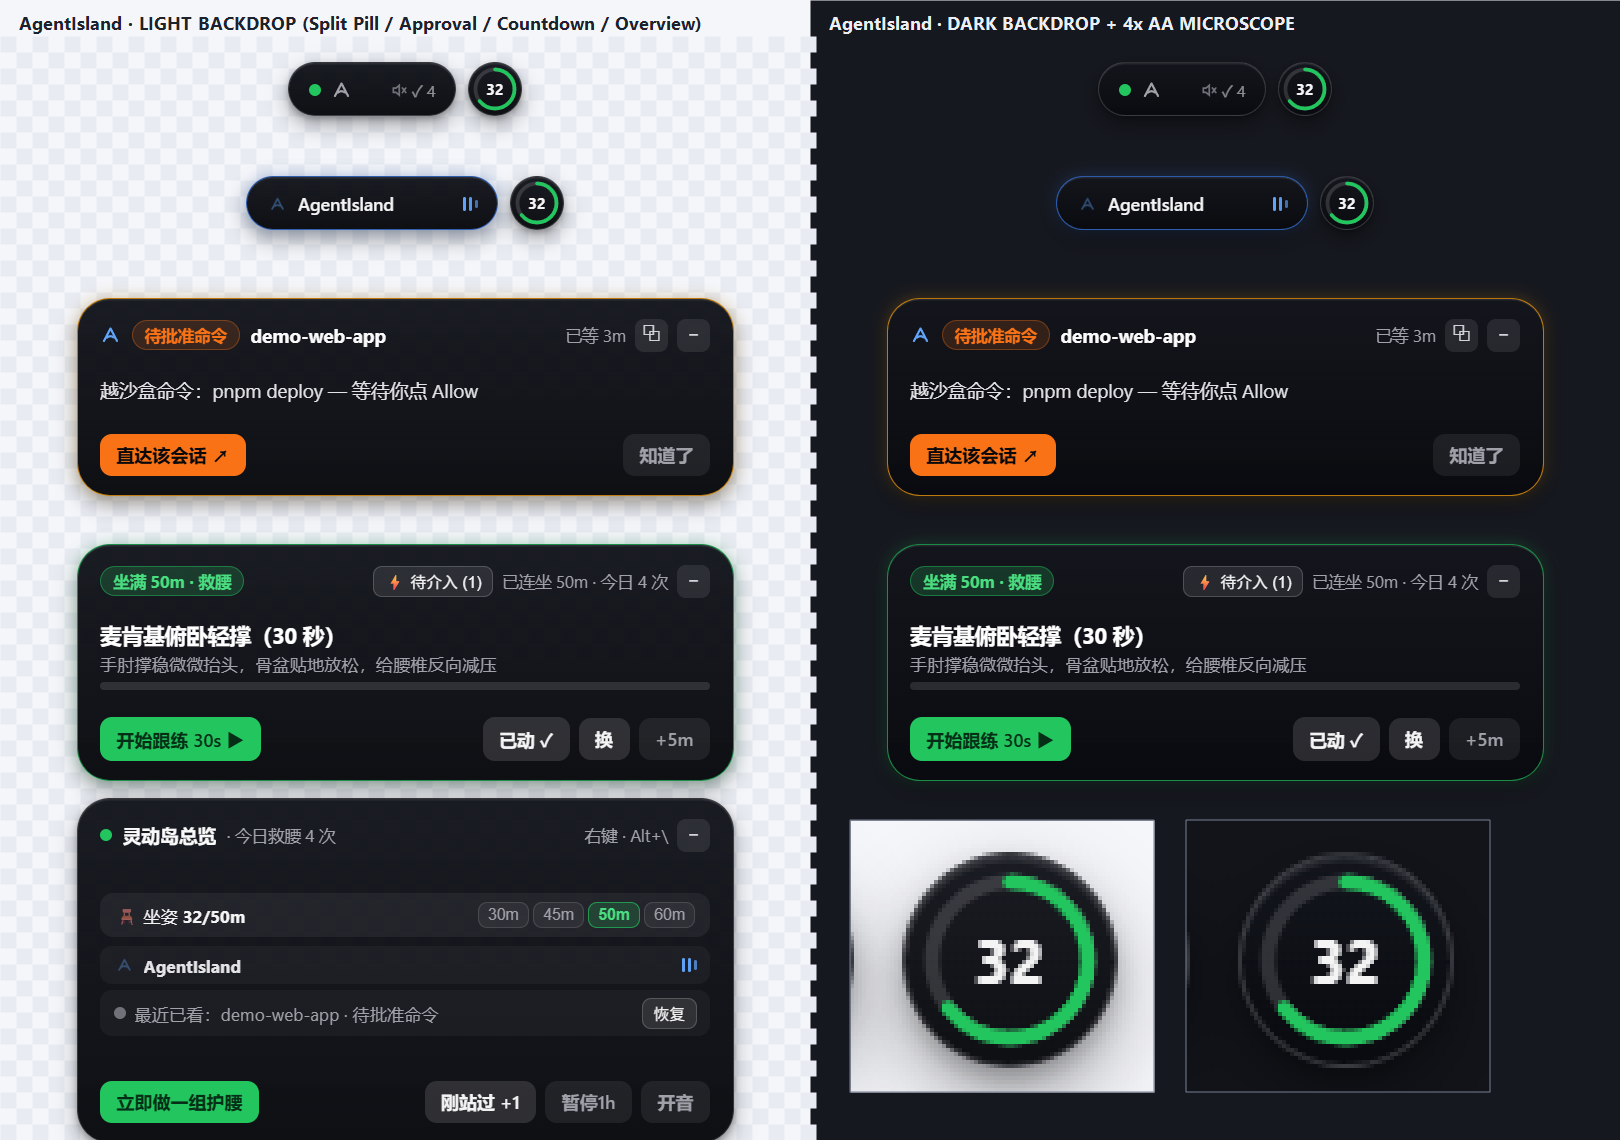 AgentIsland · LIGHT BACKDROP (Split Pill / Approval / Countdown / Overview)
✓ 4
32
AgentIsland
32
待批准命令 demo-web-app 已等 3m −
越沙盒命令：pnpm deploy — 等待你点 Allow
直达该会话 ↗ 知道了
坐满 50m · 救腰 待介入 (1) 已连坐 50m · 今日 4 次 −
麦肯基俯卧轻撑（30 秒）
手肘撑稳微微抬头，骨盆贴地放松，给腰椎反向减压
开始跟练 30s ▶ 已动 ✓ 换 +5m
灵动岛总览 · 今日救腰 4 次 右键 · Alt+\ −
坐姿 32/50m 30m 45m 50m 60m
AgentIsland
最近已看：demo-web-app · 待批准命令 恢复
立即做一组护腰 刚站过 +1 暂停1h 开音
AgentIsland · DARK BACKDROP + 4x AA MICROSCOPE
✓ 4
32
AgentIsland
32
待批准命令 demo-web-app 已等 3m −
越沙盒命令：pnpm deploy — 等待你点 Allow
直达该会话 ↗ 知道了
坐满 50m · 救腰 待介入 (1) 已连坐 50m · 今日 4 次 −
麦肯基俯卧轻撑（30 秒）
手肘撑稳微微抬头，骨盆贴地放松，给腰椎反向减压
开始跟练 30s ▶ 已动 ✓ 换 +5m
32
32